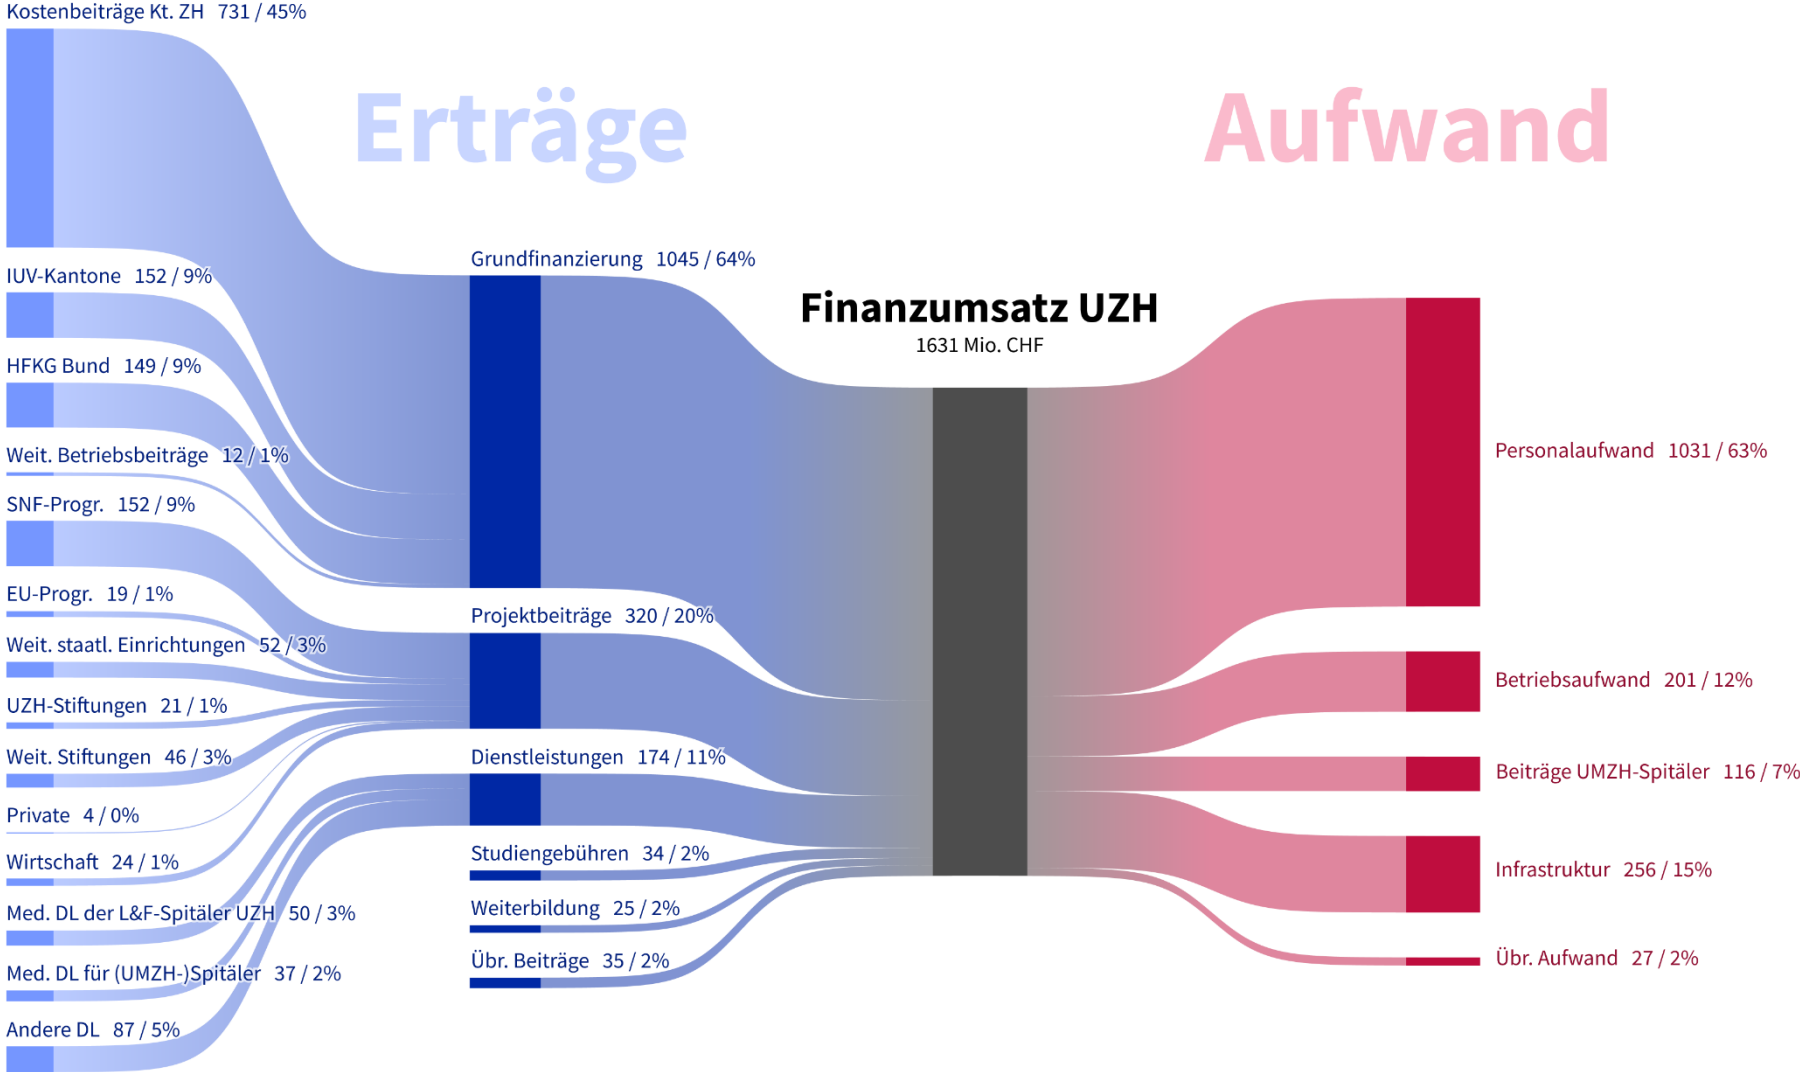 Kostenbeiträge Kt. ZH 731 / 45%
Erträge
Aufwand
IUV-Kantone 152 / 9%
HFKG Bund 149 / 9%
Weit. Betriebsbeiträge 12 / 1%
SNF-Progr. 152 / 9%
EU-Progr. 19 / 1%
Weit. staatl. Einrichtungen 52 / 3%
UZH-Stiftungen 21 / 1%
Weit. Stiftungen 46 / 3%
Private 4 / 0%
Wirtschaft 24 / 1%
Med. DL der L&F-Spitäler UZH 50 / 3%
Med. DL für (UMZH-)Spitäler 37 / 2%
Andere DL 87 / 5%
Grundfinanzierung 1045 / 64%
Projektbeiträge 320 / 20%
Dienstleistungen 174 / 11%
Studiengebühren 34 / 2%
Weiterbildung 25 / 2%
Übr. Beiträge 35 / 2%
Finanzumsatz UZH
1631 Mio. CHF
Personalaufwand 1031 / 63%
Betriebsaufwand 201 / 12%
Beiträge UMZH-Spitäler 116 / 7%
Infrastruktur 256 / 15%
Übr. Aufwand 27 / 2%